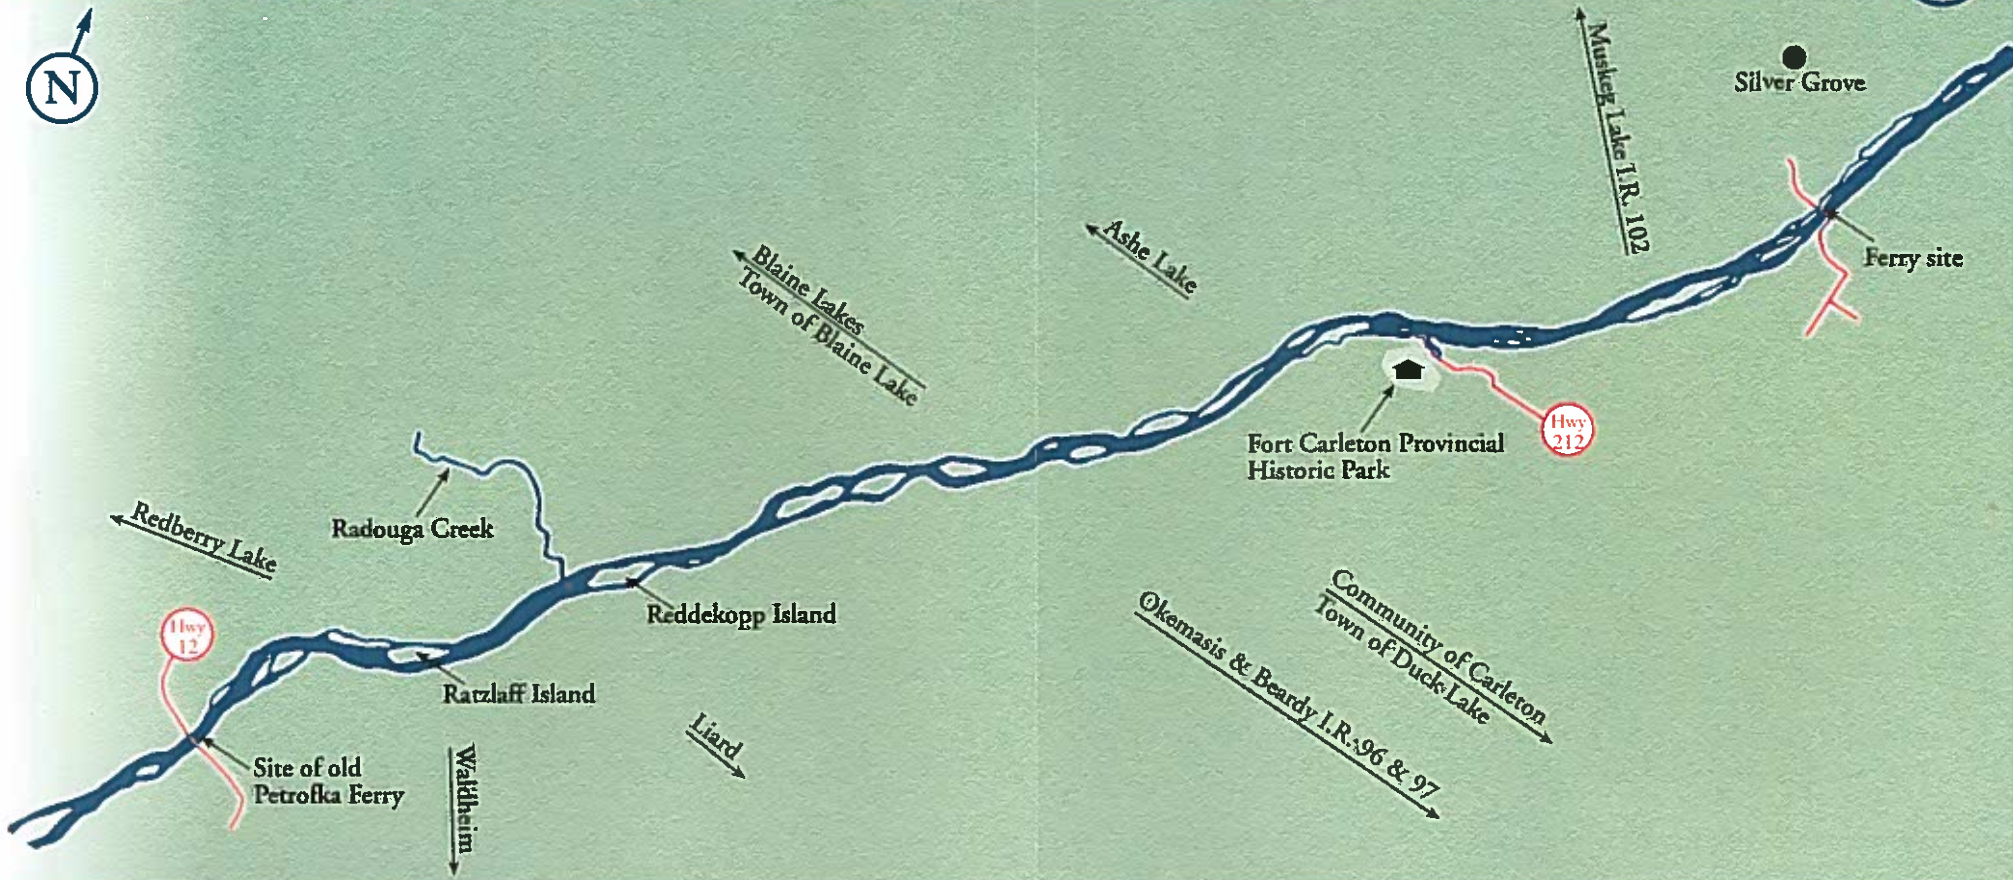 N
Muskeg Lake I.R. 102
Silver Grove
Ferry site
Ashe Lake
Blaine Lakes
Town of Blaine Lake
Fort Carleton Provincial
Historic Park
Hwy
212
Radouga Creek
Redberry Lake
Reddekopp Island
Hwy
12
Ratzlaff Island
Site of old
Petrofka Ferry
Waldheim
Liard
Community of Carleton
Town of Duck Lake
Okemasis & Beardy I.R. 96 & 97